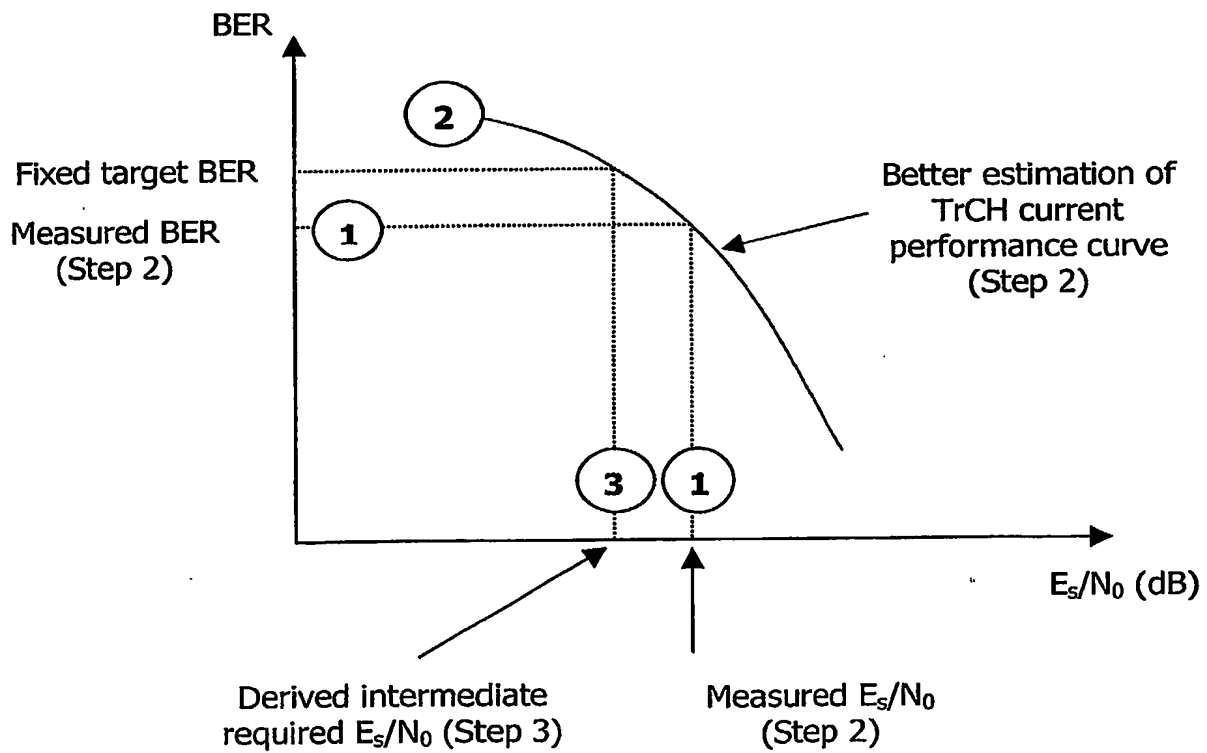 BER
2
Fixed target BER
Better estimation of
TrCH current
performance curve
(Step 2)
Measured BER
(Step 2)
1
3
1
Es/N0 (dB)
Derived intermediate
required Es/N0 (Step 3)
Measured Es/N0
(Step 2)